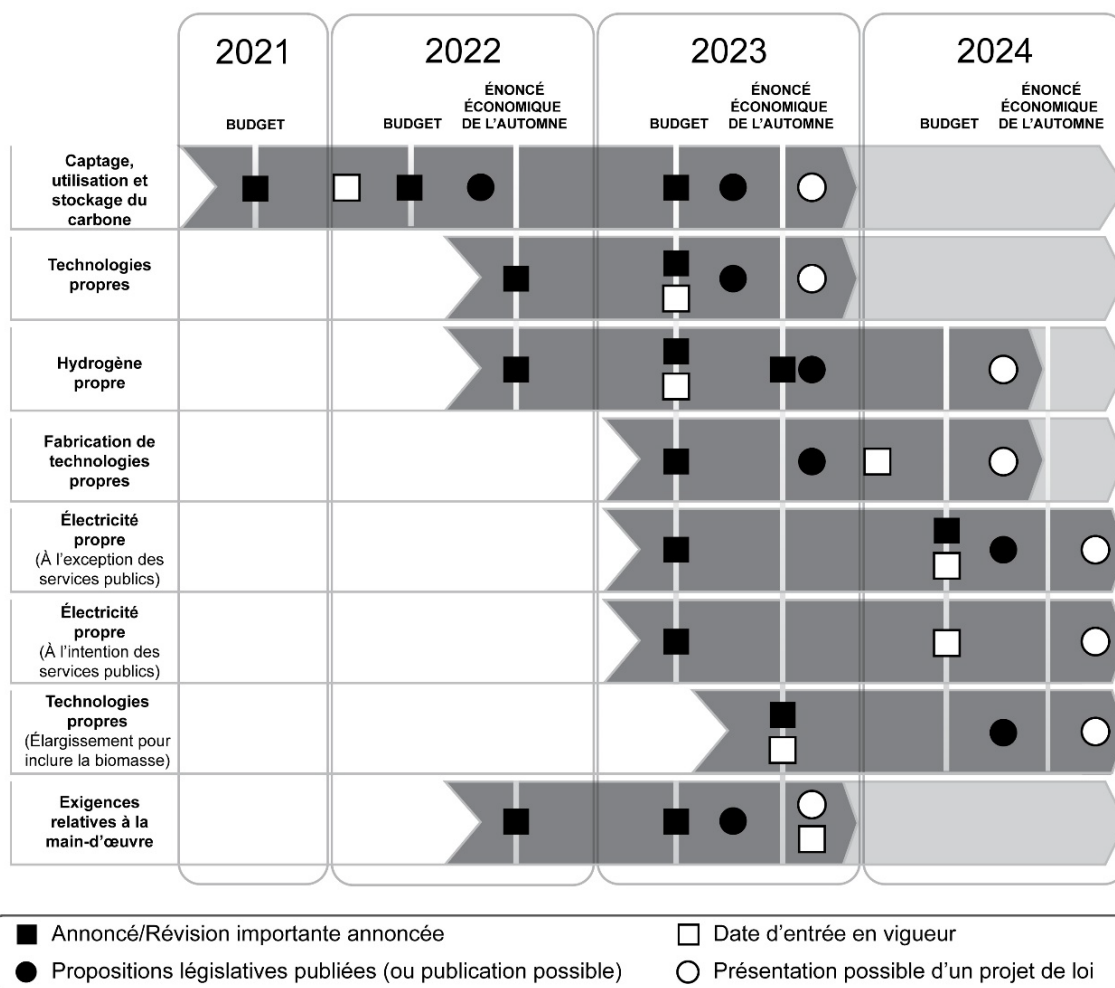 2021
2022
2023
2024
BUDGET
BUDGET
ÉNONCÉ
ÉCONOMIQUE
DE L'AUTOMNE
BUDGET
ÉNONCÉ
ÉCONOMIQUE
DE L'AUTOMNE
BUDGET
ÉNONCÉ
ÉCONOMIQUE
DE L'AUTOMNE
Captage,
utilisation et
stockage du
carbone
Technologies
propres
Hydrogène
propre
Fabrication de
technologies
propres
Électricité
propre
(À l'exception des
services publics)
Électricité
propre
(À l'intention des
services publics)
Technologies
propres
(Élargissement pour
inclure la biomasse)
Exigences
relatives à la
main-d'œuvre
Annoncé/Révision importante annoncée
Date d'entrée en vigueur
Propositions législatives publiées (ou publication possible)
Présentation possible d'un projet de loi